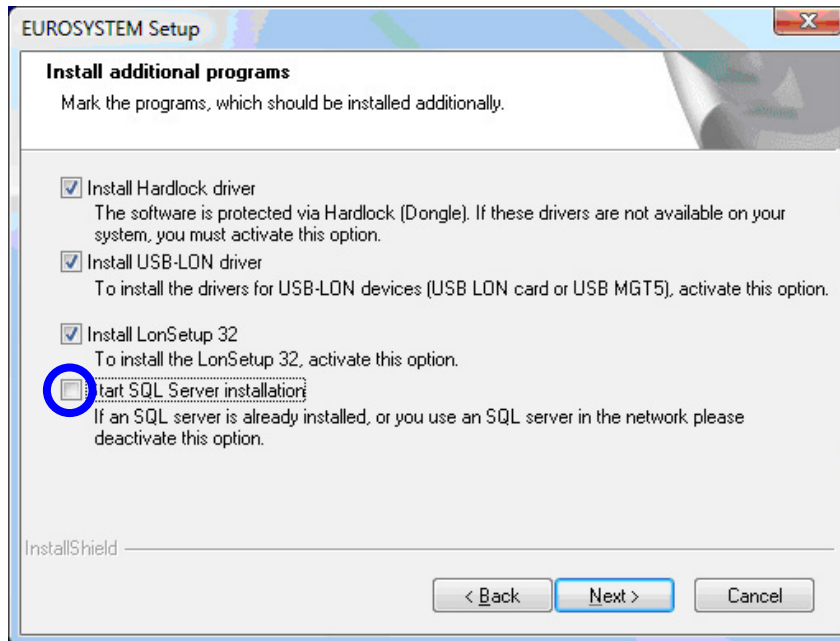 EUROSYSTEM Setup
Install additional programs
Mark the programs, which should be installed additionally.
Install Hardlock driver
The software is protected via Hardlock (Dongle). If these drivers are not available on your
system, you must activate this option.
Install USB-LON driver
To install the drivers for USB-LON devices (USB LON card or USB MGT5), activate this option.
Install LonSetup 32
To install the LonSetup 32, activate this option.
Start SQL Server installation
If an SQL server is already installed, or you use an SQL server in the network please
deactivate this option.
InstallShield
< Back
Next >
Cancel